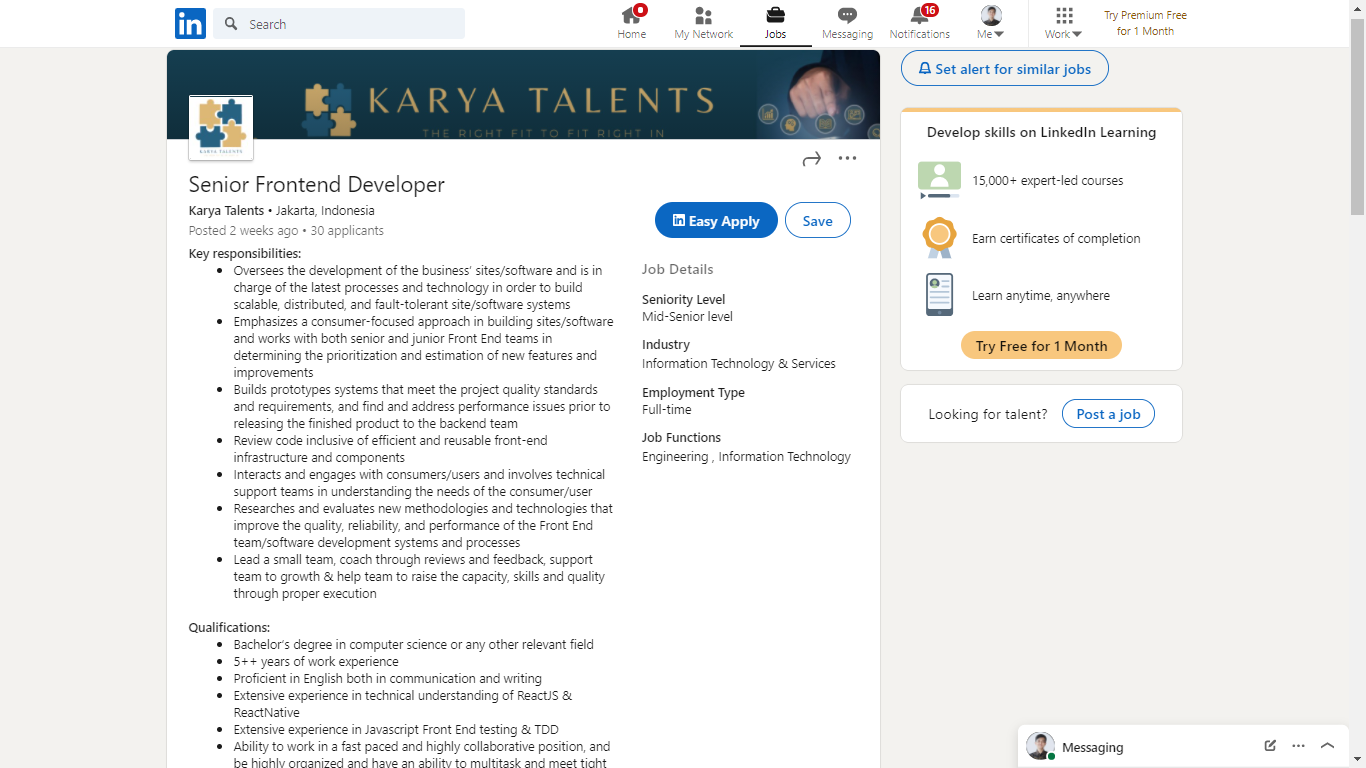 in
Search
Home
My Network
Jobs
Messaging
16
Notifications
Me
Work
Try Premium Free
for 1 Month
KARYA TALENTS
THE RIGHT FIT TO FIT RIGHT IN
KARYA TALENTS
Senior Frontend Developer
Karya Talents • Jakarta, Indonesia
Posted 2 weeks ago • 30 applicants
in Easy Apply
Save
Key responsibilities:
• Oversees the development of the business’ sites/software and is in
charge of the latest processes and technology in order to build
scalable, distributed, and fault-tolerant site/software systems
• Emphasizes a consumer-focused approach in building sites/software
and works with both senior and junior Front End teams in
determining the prioritization and estimation of new features and
improvements
• Builds prototypes systems that meet the project quality standards
and requirements, and find and address performance issues prior to
releasing the finished product to the backend team
• Review code inclusive of efficient and reusable front-end
infrastructure and components
• Interacts and engages with consumers/users and involves technical
support teams in understanding the needs of the consumer/user
• Researches and evaluates new methodologies and technologies that
improve the quality, reliability, and performance of the Front End
team/software development systems and processes
• Lead a small team, coach through reviews and feedback, support
team to growth & help team to raise the capacity, skills and quality
through proper execution
Qualifications:
• Bachelor’s degree in computer science or any other relevant field
• 5++ years of work experience
• Proficient in English both in communication and writing
• Extensive experience in technical understanding of ReactJS &
ReactNative
• Extensive experience in Javascript Front End testing & TDD
• Ability to work in a fast paced and highly collaborative position, and
be highly organized and have an ability to multitask and meet tight
Job Details
Seniority Level
Mid-Senior level
Industry
Information Technology & Services
Employment Type
Full-time
Job Functions
Engineering , Information Technology
Set alert for similar jobs
Develop skills on LinkedIn Learning
15,000+ expert-led courses
Earn certificates of completion
Learn anytime, anywhere
Try Free for 1 Month
Looking for talent?
Post a job
Messaging